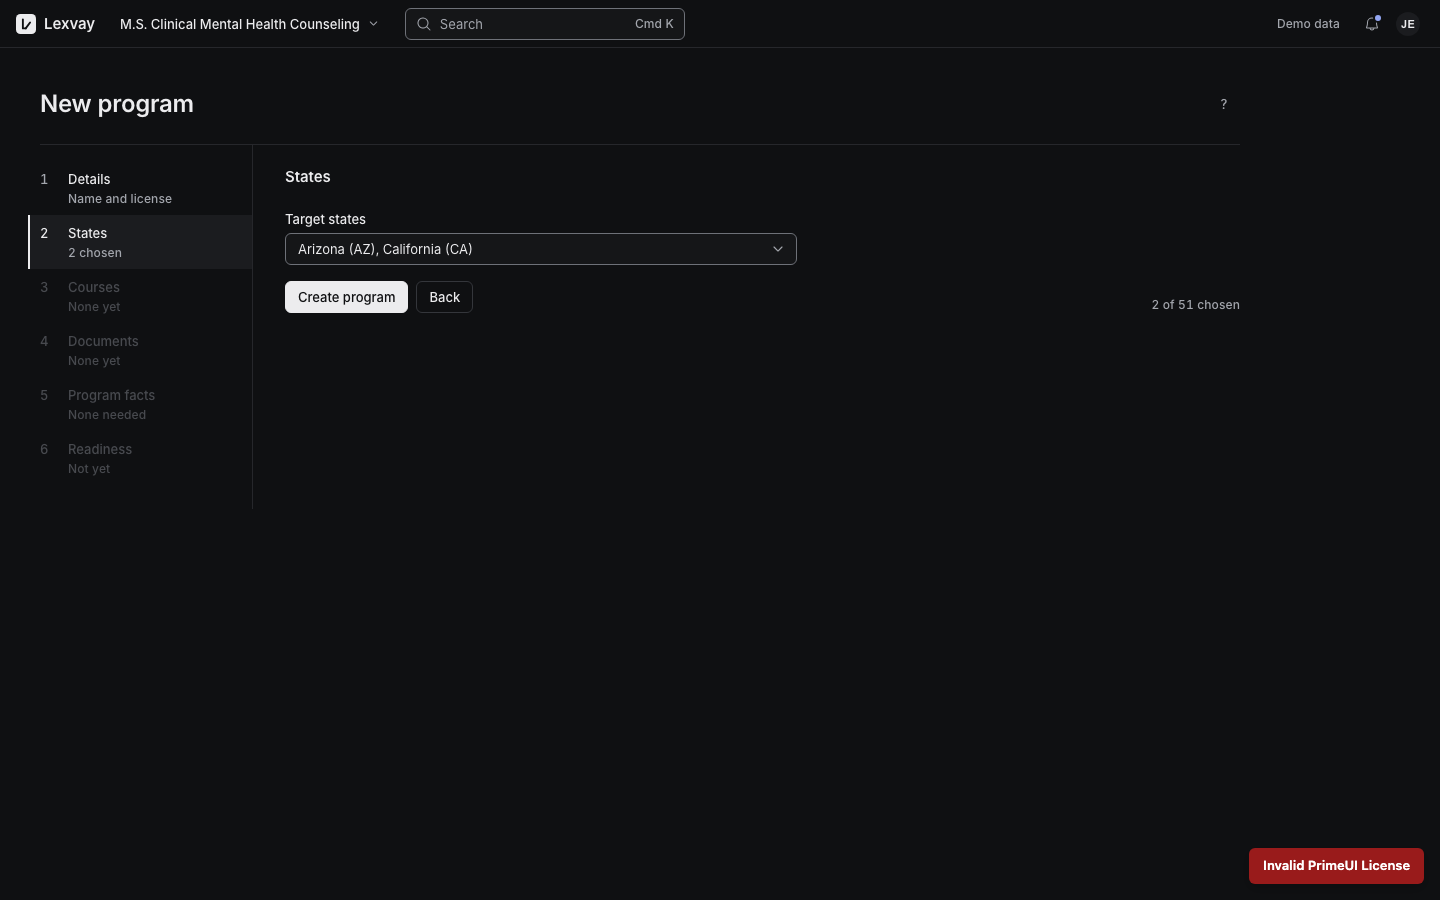 Lexvay
M.S. Clinical Mental Health Counseling
Search
Cmd K
Demo data
JE
New program
?
1 Details
Name and license
2 States
2 chosen
3 Courses
None yet
4 Documents
None yet
5 Program facts
None needed
6 Readiness
Not yet
States
Target states
Arizona (AZ), California (CA)
Create program
Back
2 of 51 chosen
Invalid PrimeUI License